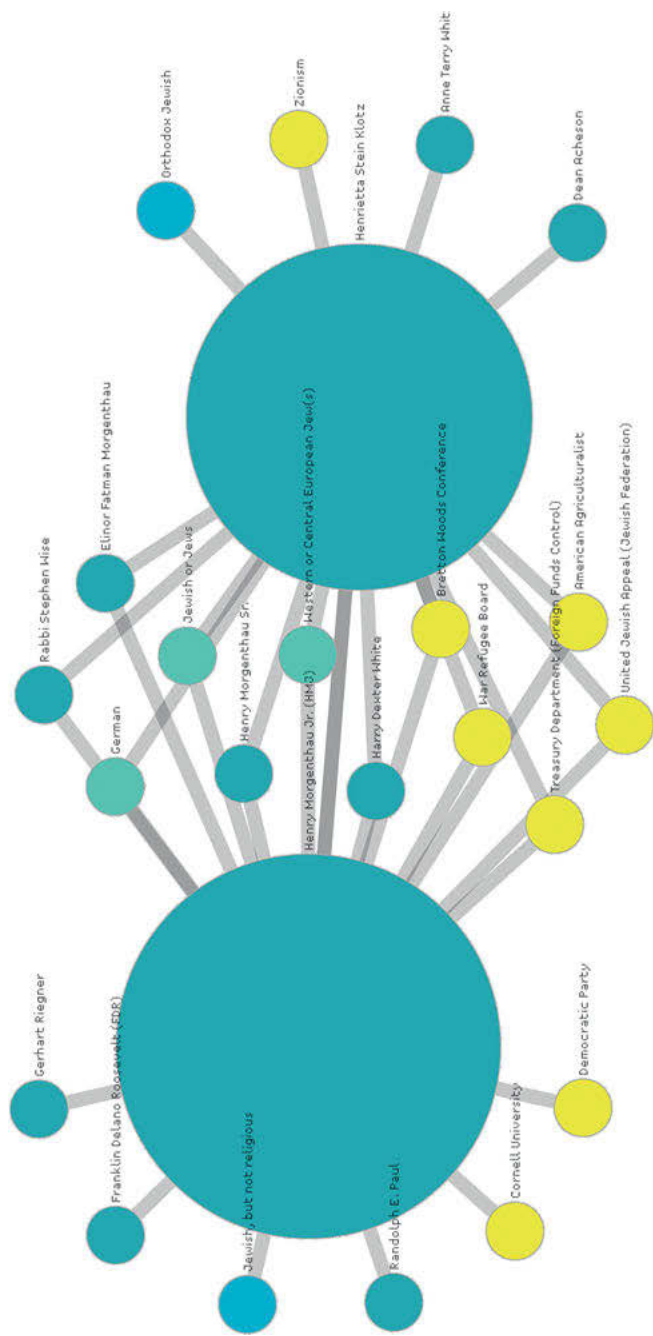 Gerhart Riegner
Franklin Delano Roosevelt (FDR)
Jewish, but not religious
Randolph E. Paul
Cornell University
Democratic Party
Rabbi Stephen Wise
Elinor Fatman Morgenthau
German
Jewish or Jews
Henry Morgenthau Sr.
Western or Central European Jew(s)
Henry Morgenthau Jr. (HMJ)
Harry Dexter White
Bretton Woods Conference
War Refugee Board
Treasury Department (Foreign Funds Control)
American Agriculturalist
United Jewish Appeal (Jewish Federation)
Orthodox Jewish
Zionism
Henrietta Stein Klotz
Anne Terry Whit
Dean Acheson